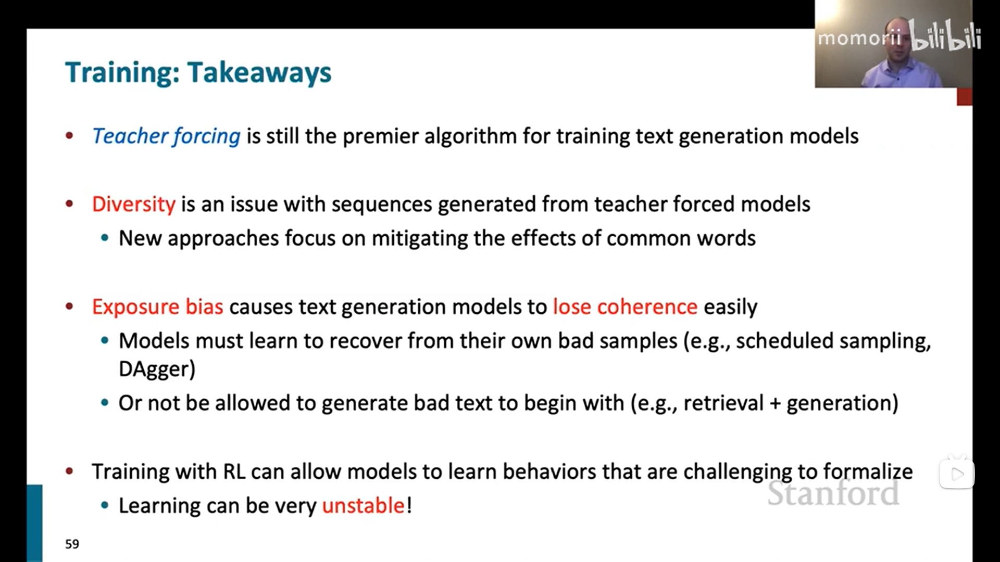 momorii bilibili
Training: Takeaways
• Teacher forcing is still the premier algorithm for training text generation models
• Diversity is an issue with sequences generated from teacher forced models
• New approaches focus on mitigating the effects of common words
• Exposure bias causes text generation models to lose coherence easily
• Models must learn to recover from their own bad samples (e.g., scheduled sampling,
DAgger)
• Or not be allowed to generate bad text to begin with (e.g., retrieval + generation)
• Training with RL can allow models to learn behaviors that are challenging to formalize
Stanford
• Learning can be very unstable!
59